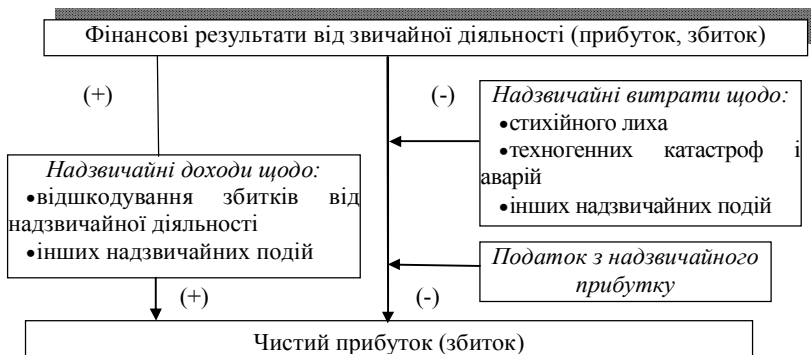 Фінансові результати від звичайної діяльності (прибуток, збиток)
(+)
(-)
Надзвичайні витрати щодо:
•стихійного лиха
•техногенних катастроф і
аварій
•інших надзвичайних подій
Надзвичайні доходи щодо:
•відшкодування збитків від
надзвичайної діяльності
•інших надзвичайних подій
Податок з надзвичайного
прибутку
(+)
(-)
Чистий прибуток (збиток)